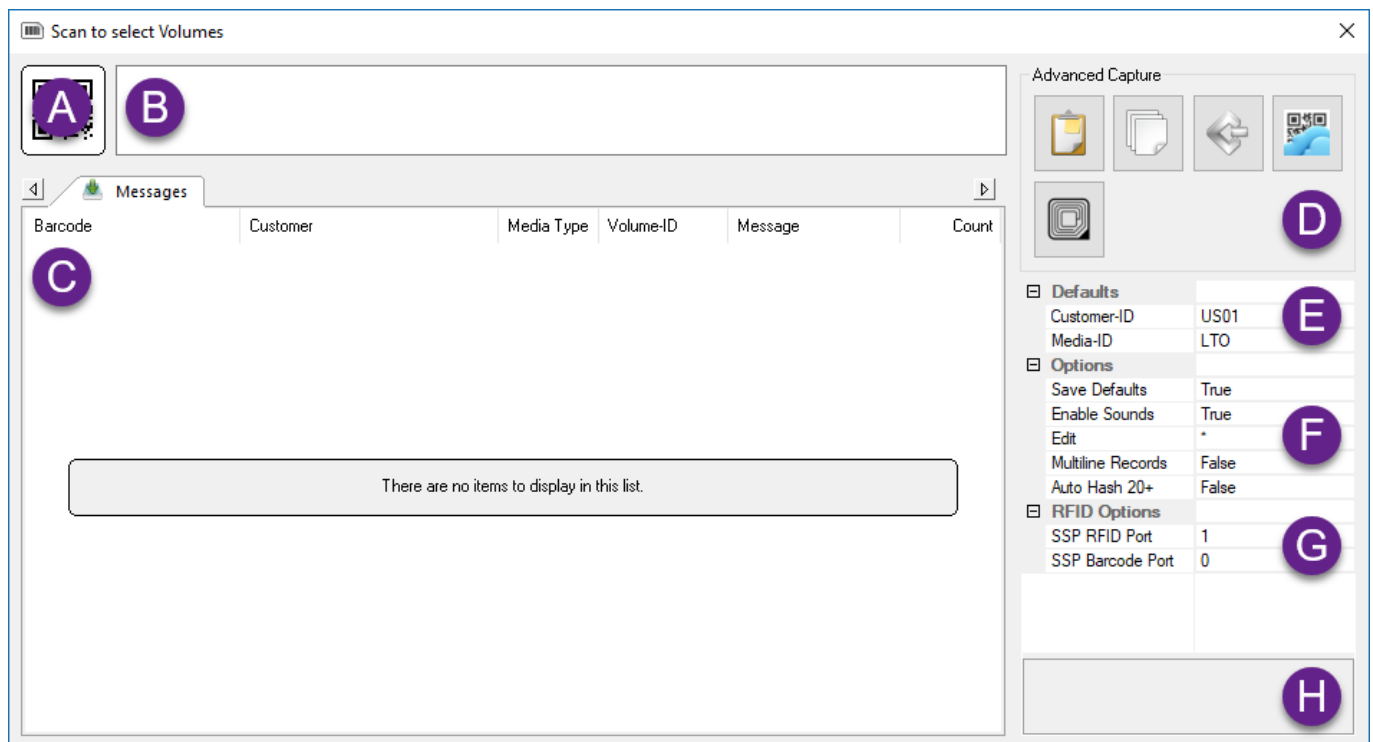 Scan to select Volumes
A
B
Advanced Capture
Messages
Barcode Customer Media Type Volume-ID Message Count
C
D
There are no items to display in this list.
Defaults
Customer-ID US01
Media-ID LTO
E
Options
Save Defaults True
Enable Sounds True
Edit *
Multiline Records False
Auto Hash 20+ False
F
RFID Options
SSP RFID Port 1
SSP Barcode Port 0
G
H